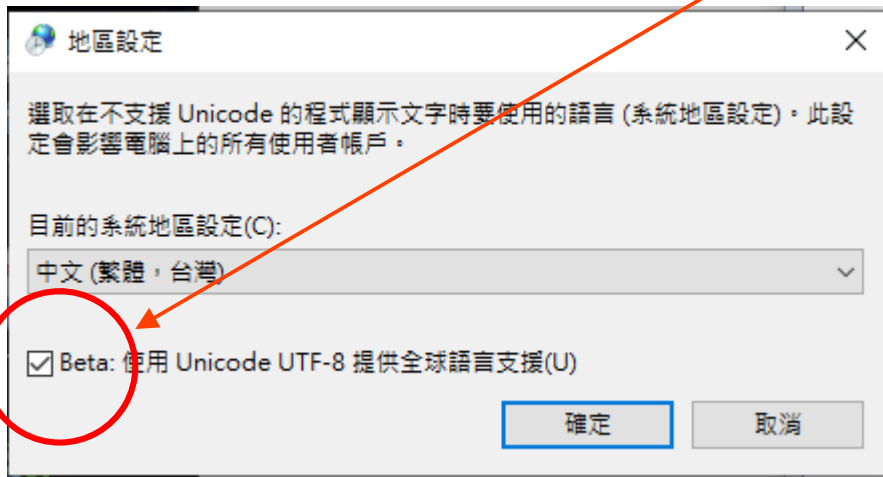 地區設定
選取在不支援 Unicode 的程式顯示文字時要使用的語言 (系統地區設定)。此設
定會影響電腦上的所有使用者帳戶。
目前的系統地區設定(C):
中文 (繁體，台灣)
Beta: 使用 Unicode UTF-8 提供全球語言支援(U)
確定
取消